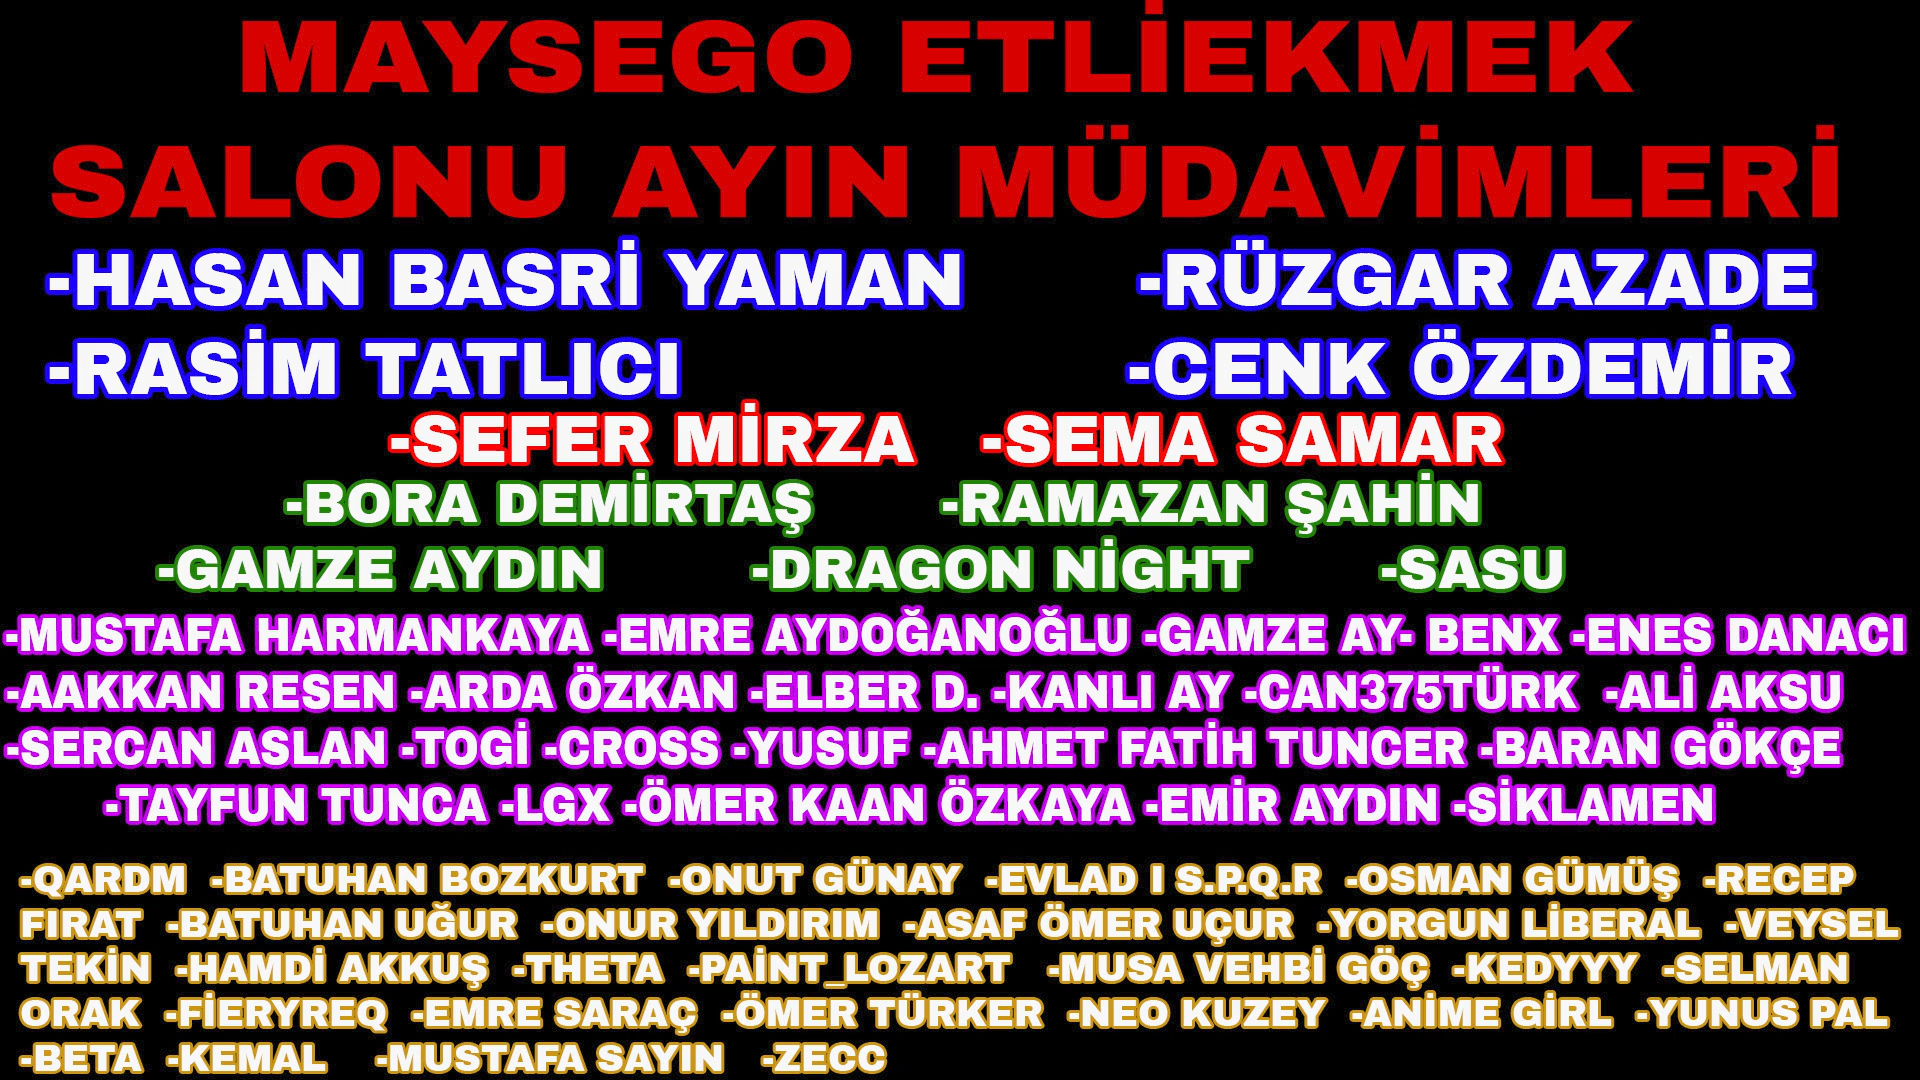 MAYSEGO ETLİEKMEK
SALONU AYIN MÜDAVİMLERİ
-HASAN BASRİ YAMAN -RÜZGAR AZADE
-RASİM TATLICI -CENK ÖZDEMİR
-SEFER MİRZA -SEMA SAMAR
-BORA DEMİRTAŞ -RAMAZAN ŞAHİN
-GAMZE AYDIN -DRAGON NİGHT -SASU
-MUSTAFA HARMANKAYA -EMRE AYDOĞANOĞLU -GAMZE AY- BENX -ENES DANACI
-AAKKAN RESEN -ARDA ÖZKAN -ELBER D. -KANLI AY -CAN375TÜRK -ALİ AKSU
-SERCAN ASLAN -TOGİ -CROSS -YUSUF -AHMET FATİH TUNCER -BARAN GÖKÇE
-TAYFUN TUNCA -LGX -ÖMER KAAN ÖZKAYA -EMİR AYDIN -SİKLAMEN
-QARDM -BATUHAN BOZKURT -ONUT GÜNAY -EVLAD I S.P.Q.R -OSMAN GÜMÜŞ -RECEP
FIRAT -BATUHAN UĞUR -ONUR YILDIRIM -ASAF ÖMER UÇUR -YORGUN LİBERAL -VEYSEL
TEKİN -HAMDİ AKKUŞ -THETA -PAİNT_LOZART -MUSA VEHBİ GÖÇ -KEDYYY -SELMAN
ORAK -FİERYREQ -EMRE SARAÇ -ÖMER TÜRKER -NEO KUZEY -ANİME GİRL -YUNUS PAL
-BETA -KEMAL -MUSTAFA SAYIN -ZECC